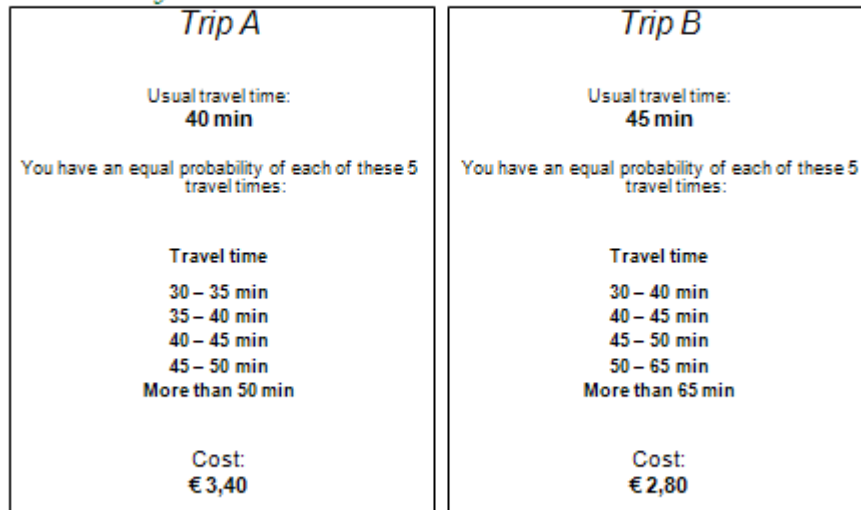 Trip A
Usual travel time:
40 min
You have an equal probability of each of these 5
travel times:
Travel time
30 – 35 min
35 – 40 min
40 – 45 min
45 – 50 min
More than 50 min
Cost:
€ 3,40
Trip B
Usual travel time:
45 min
You have an equal probability of each of these 5
travel times:
Travel time
30 – 40 min
40 – 45 min
45 – 50 min
50 – 65 min
More than 65 min
Cost:
€ 2,80